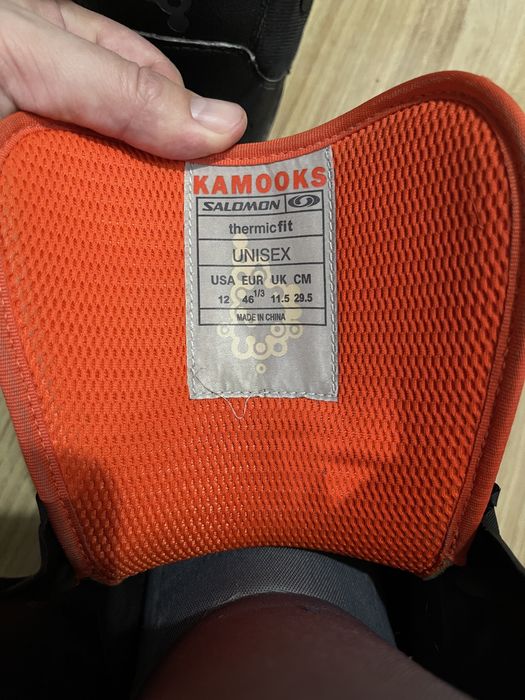 KAMOOKS
SALOMON
thermicfit
UNISEX
USA EUR UK CM
12 46 1/3 11.5 29.5
MADE IN CHINA